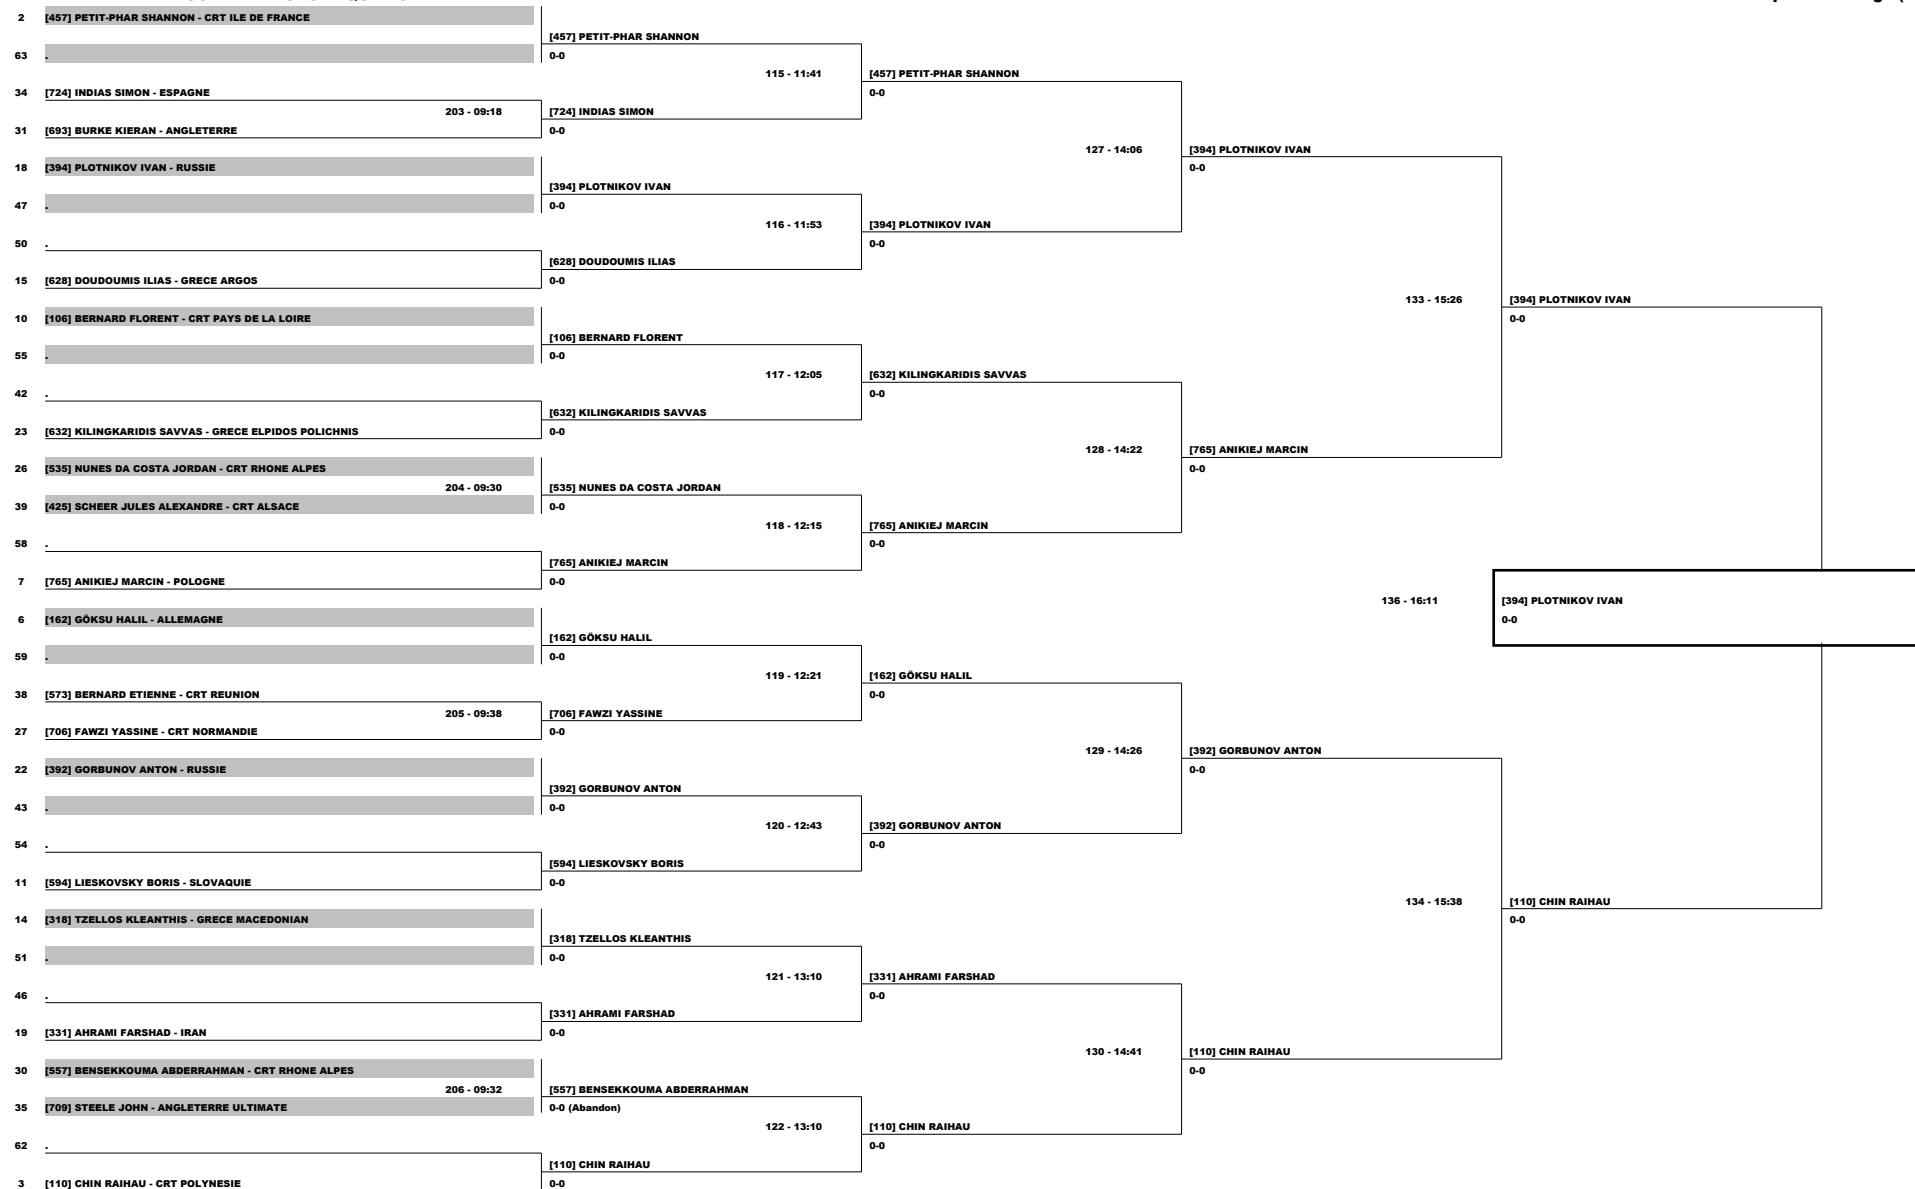 2 [457] PETIT-PHAR SHANNON - CRT ILE DE FRANCE
[457] PETIT-PHAR SHANNON
63 . 0-0
115 - 11:41 [457] PETIT-PHAR SHANNON
34 [724] INDIAS SIMON - ESPAGNE 0-0
203 - 09:18 [724] INDIAS SIMON
31 [693] BURKE KIERAN - ANGLETERRE 0-0
127 - 14:06 [394] PLOTNIKOV IVAN
18 [394] PLOTNIKOV IVAN - RUSSIE 0-0
[394] PLOTNIKOV IVAN
47 . 0-0
116 - 11:53 [394] PLOTNIKOV IVAN
50 . 0-0
[628] DOUDOUMIS ILIAS
15 [628] DOUDOUMIS ILIAS - GRECE ARGOS 0-0
133 - 15:26 [394] PLOTNIKOV IVAN
10 [106] BERNARD FLORENT - CRT PAYS DE LA LOIRE 0-0
[106] BERNARD FLORENT
55 . 0-0
117 - 12:05 [632] KILINGKARIDIS SAVVAS
42 . 0-0
[632] KILINGKARIDIS SAVVAS
23 [632] KILINGKARIDIS SAVVAS - GRECE ELPIDOS POLICHNIS 0-0
128 - 14:22 [765] ANIKIEJ MARCIN
26 [535] NUNES DA COSTA JORDAN - CRT RHONE ALPES 0-0
204 - 09:30 [535] NUNES DA COSTA JORDAN
39 [425] SCHEER JULES ALEXANDRE - CRT ALSACE 0-0
118 - 12:15 [765] ANIKIEJ MARCIN
58 . 0-0
[765] ANIKIEJ MARCIN
7 [765] ANIKIEJ MARCIN - POLOGNE 0-0
136 - 16:11 [394] PLOTNIKOV IVAN
6 [162] GÖKSU HALIL - ALLEMAGNE 0-0
[162] GÖKSU HALIL
59 . 0-0
119 - 12:21 [162] GÖKSU HALIL
38 [573] BERNARD ETIENNE - CRT REUNION 0-0
205 - 09:38 [706] FAWZI YASSINE
27 [706] FAWZI YASSINE - CRT NORMANDIE 0-0
129 - 14:26 [392] GORBUNOV ANTON
22 [392] GORBUNOV ANTON - RUSSIE 0-0
[392] GORBUNOV ANTON
43 . 0-0
120 - 12:43 [392] GORBUNOV ANTON
54 . 0-0
[594] LIESKOVSKY BORIS
11 [594] LIESKOVSKY BORIS - SLOVAQUIE 0-0
134 - 15:38 [110] CHIN RAIHAU
14 [318] TZELLOS KLEANTHIS - GRECE MACEDONIAN 0-0
[318] TZELLOS KLEANTHIS
51 . 0-0
121 - 13:10 [331] AHRAMI FARSHAD
46 . 0-0
[331] AHRAMI FARSHAD
19 [331] AHRAMI FARSHAD - IRAN 0-0
130 - 14:41 [110] CHIN RAIHAU
30 [557] BENSEKKOUMA ABDERRAHMAN - CRT RHONE ALPES 0-0
206 - 09:32 [557] BENSEKKOUMA ABDERRAHMAN
35 [709] STEELE JOHN - ANGLETERRE ULTIMATE 0-0 (Abandon)
122 - 13:10 [110] CHIN RAIHAU
62 . 0-0
[110] CHIN RAIHAU
3 [110] CHIN RAIHAU - CRT POLYNESIE 0-0